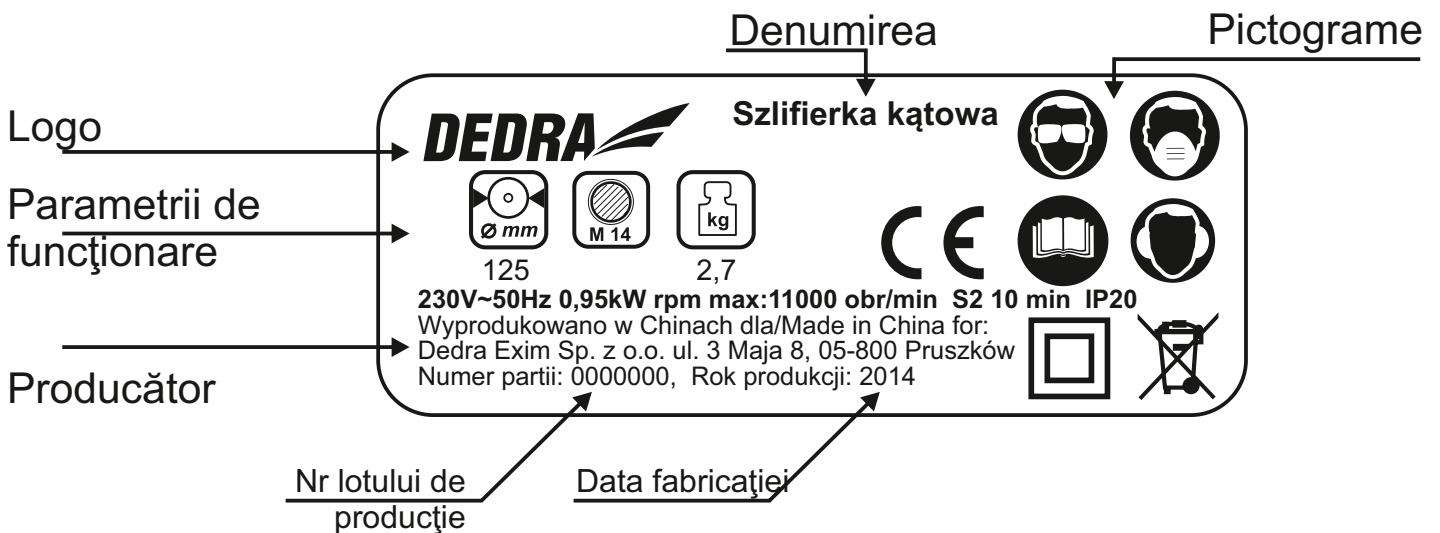 Denumirea
Pictograme
Logo
DEDRA
Szlifierka kątowa
Parametrii de
funcţionare
Ø mm
M 14
kg
125
2,7
CE
230V~50Hz 0,95kW rpm max:11000 obr/min S2 10 min IP20
Wyprodukowano w Chinach dla/Made in China for:
Dedra Exim Sp. z o.o. ul. 3 Maja 8, 05-800 Pruszków
Numer partii: 0000000, Rok produkcji: 2014
Producător
Nr lotului de
producţie
Data fabricaţiei